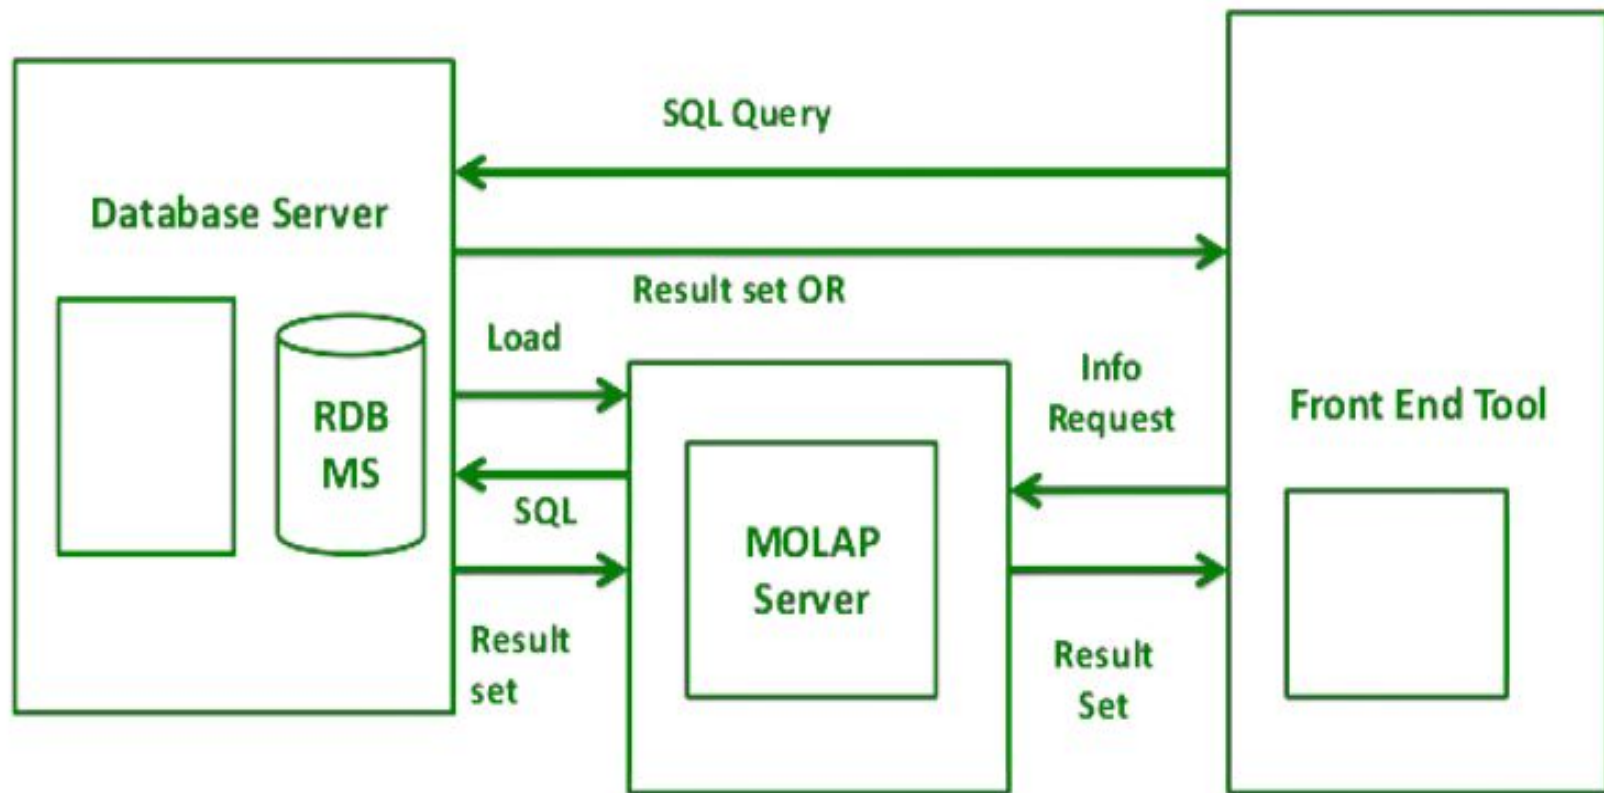 SQL Query
Database Server
Result set OR
Load
Info
Request
RDB
MS
Front End Tool
SQL
MOLAP
Server
Result
set
Result
Set